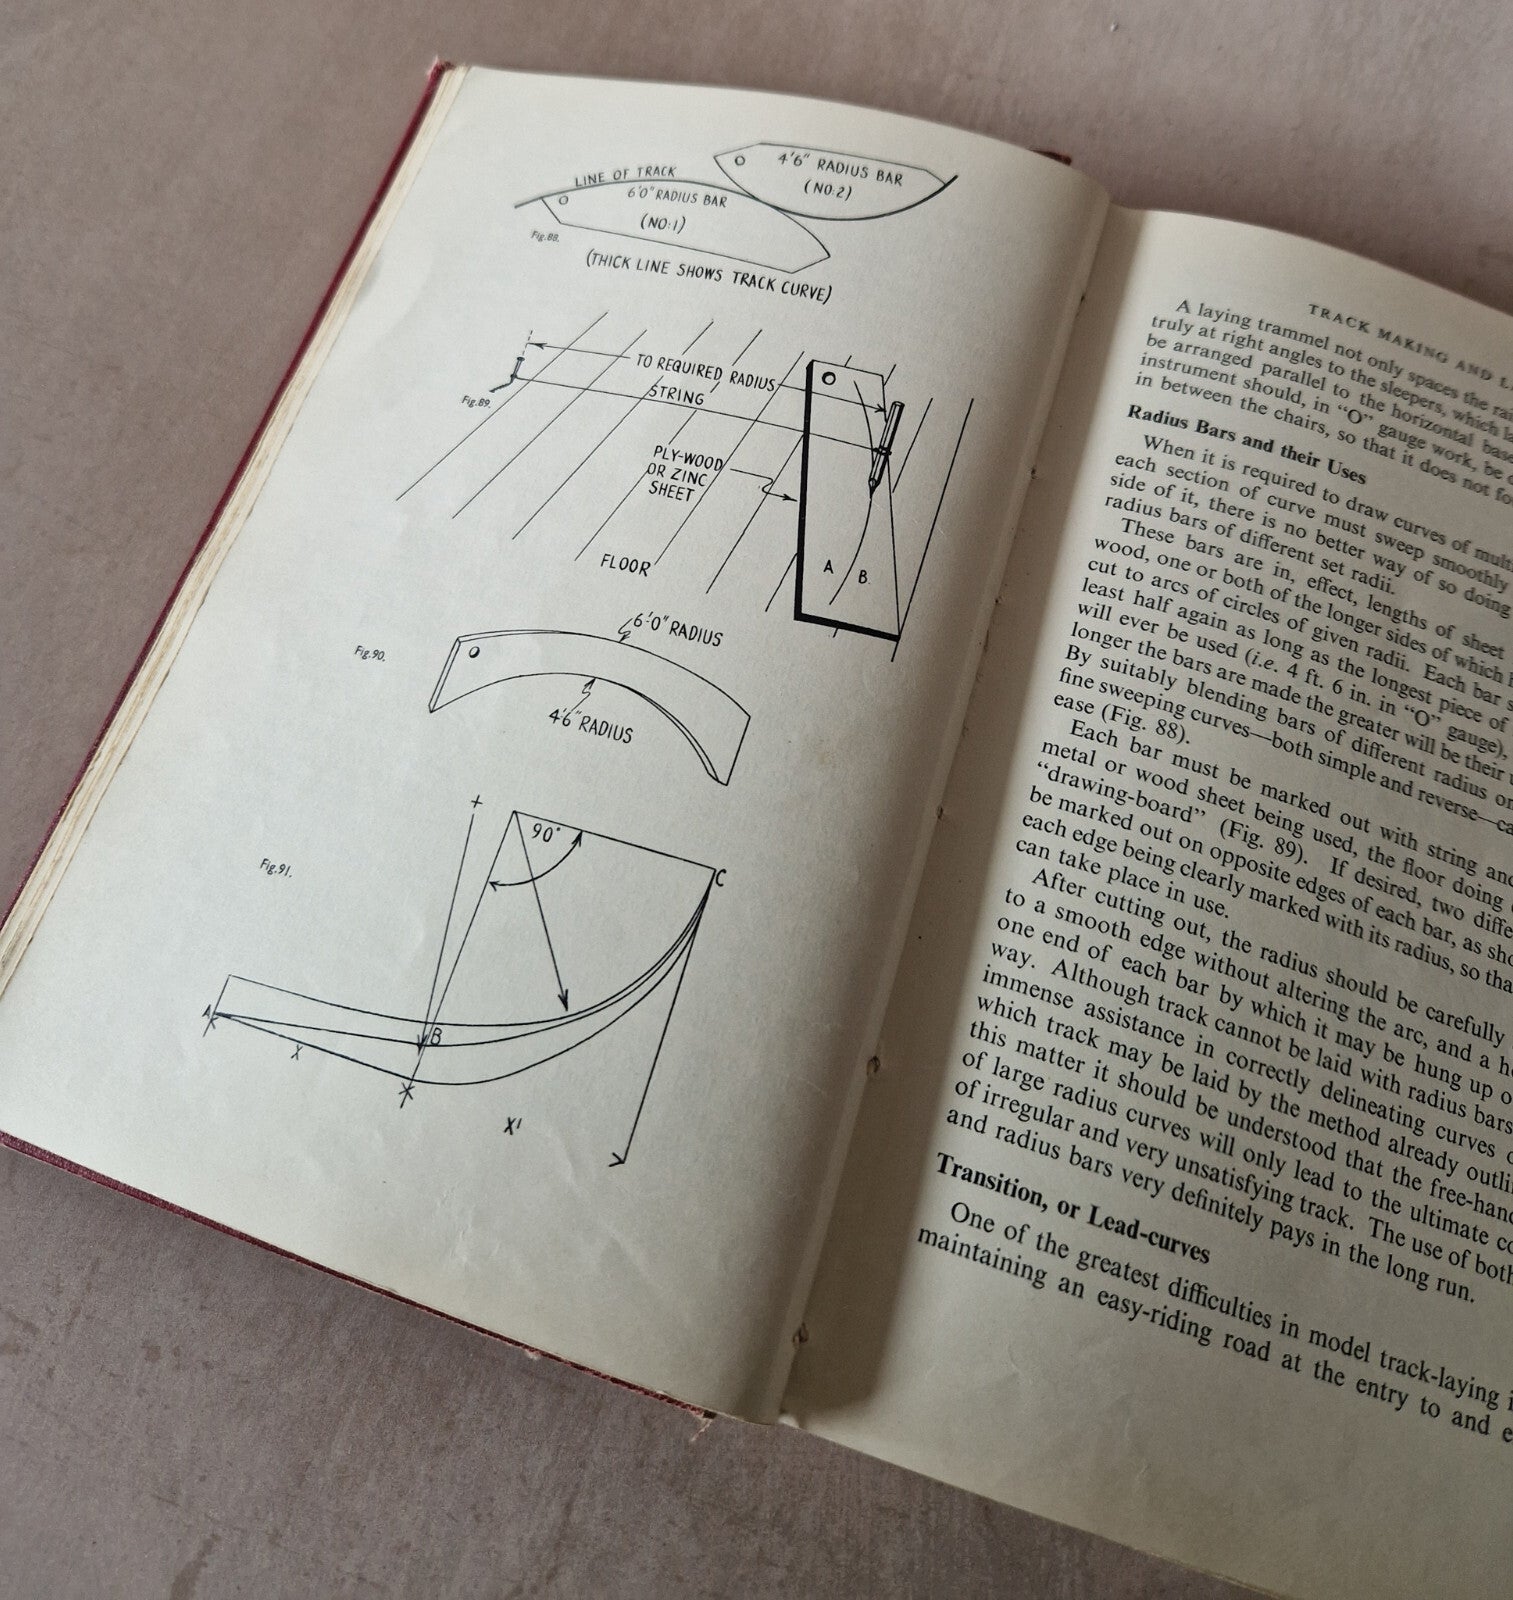 4'6" RADIUS BAR
(NO:2)
LINE OF TRACK
6'0" RADIUS BAR
(NO:1)
Fig.88.
(THICK LINE SHOWS TRACK CURVE)
TO REQUIRED RADIUS
STRING
Fig.89.
PLY-WOOD
OR ZINC
SHEET
A B.
FLOOR
6'-0" RADIUS
Fig.90.
4'6" RADIUS
90°
C
Fig.91.
A
B
X
X'
TRACK MAKING AND
A laying trammel not only spaces the
truly at right angles to the sleepers, which
be arranged parallel to the horizontal
instrument should, in "O" gauge work, be
in between the chairs, so that it does not
Radius Bars and their Uses
When it is required to draw curves of
each section of curve must sweep smoothly
side of it, there is no better way of so doing
radius bars of different set radii.
These bars are in, effect, lengths of sheet
wood, one or both of the longer sides of which
cut to arcs of circles of given radii. Each bar
least half again as long as the longest piece of
will ever be used (i.e. 4 ft. 6 in. in "O" gauge),
longer the bars are made the greater will be their
By suitably blending bars of different radius
fine sweeping curves—both simple and reverse—
ease (Fig. 88).
Each bar must be marked out with string
metal or wood sheet being used, the floor doing
"drawing-board" (Fig. 89). If desired, two
be marked out on opposite edges of each bar, as
each edge being clearly marked with its radius, so
can take place in use.
After cutting out, the radius should be carefully
to a smooth edge without altering the arc, and a
one end of each bar by which it may be hung up
way. Although track cannot be laid with radius bars
immense assistance in correctly delineating curves
which track may be laid by the method already
this matter it should be understood that the
of large radius curves will only lead to the ultimate
of irregular and very unsatisfying track. The use of both
and radius bars very definitely pays in the long run.
Transition, or Lead-curves
One of the greatest difficulties in model track-laying
maintaining an easy-riding road at the entry to and